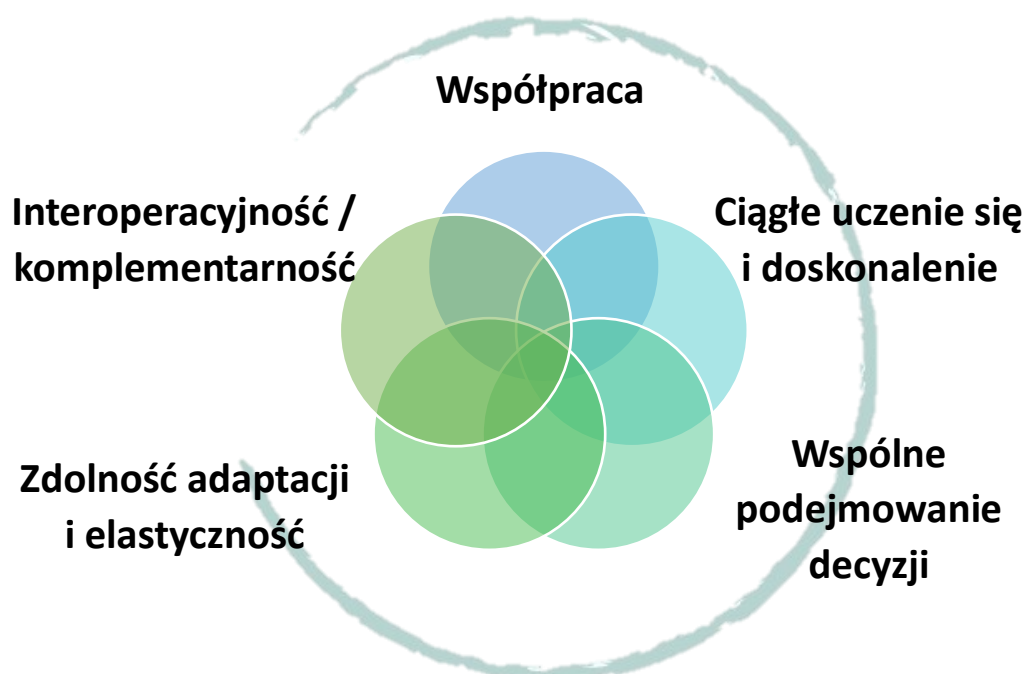 Współpraca
Interoperacyjność /
komplementarność
Ciągłe uczenie się
i doskonalenie
Zdolność adaptacji
i elastyczność
Wspólne
podejmowanie
decyzji